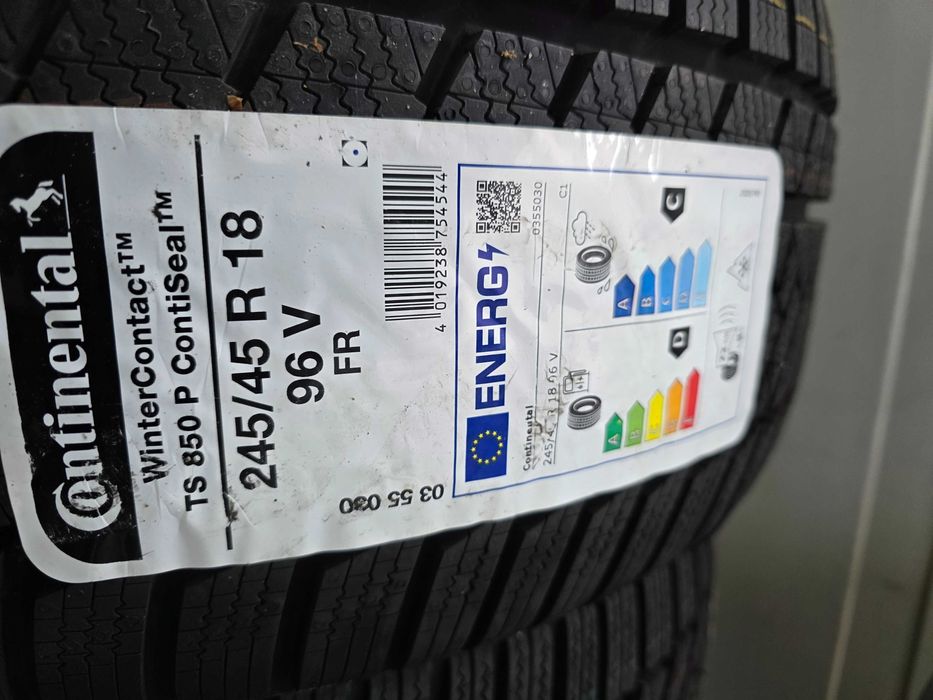 Continental
WinterContact™
TS 850 P ContiSeal™
245/45 R 18
96 V
FR
4 019238 754544
03 55 030
ENERG
0355030
Continental
C1
A
B
C
D
C
A
B
D